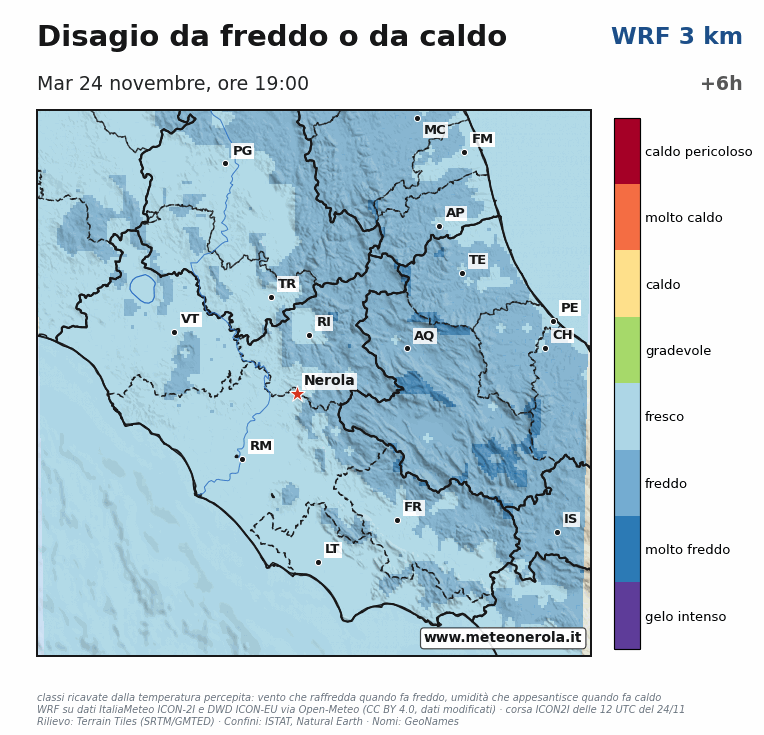 Disagio da freddo o da caldo
WRF 3 km
Mar 24 novembre, ore 19:00
+6h
MC
FM
PG
AP
TE
TR
PE
VT
RI
AQ
CH
Nerola
RM
FR
IS
LT
www.meteonerola.it
caldo pericoloso
molto caldo
caldo
gradevole
fresco
freddo
molto freddo
gelo intenso
classi ricavate dalla temperatura percepita: vento che raffredda quando fa freddo, umidità che appesantisce quando fa caldo
WRF su dati ItaliaMeteo ICON-2I e DWD ICON-EU via Open-Meteo (CC BY 4.0, dati modificati) · corsa ICON2I delle 12 UTC del 24/11
Rilievo: Terrain Tiles (SRTM/GMTED) · Confini: ISTAT, Natural Earth · Nomi: GeoNames